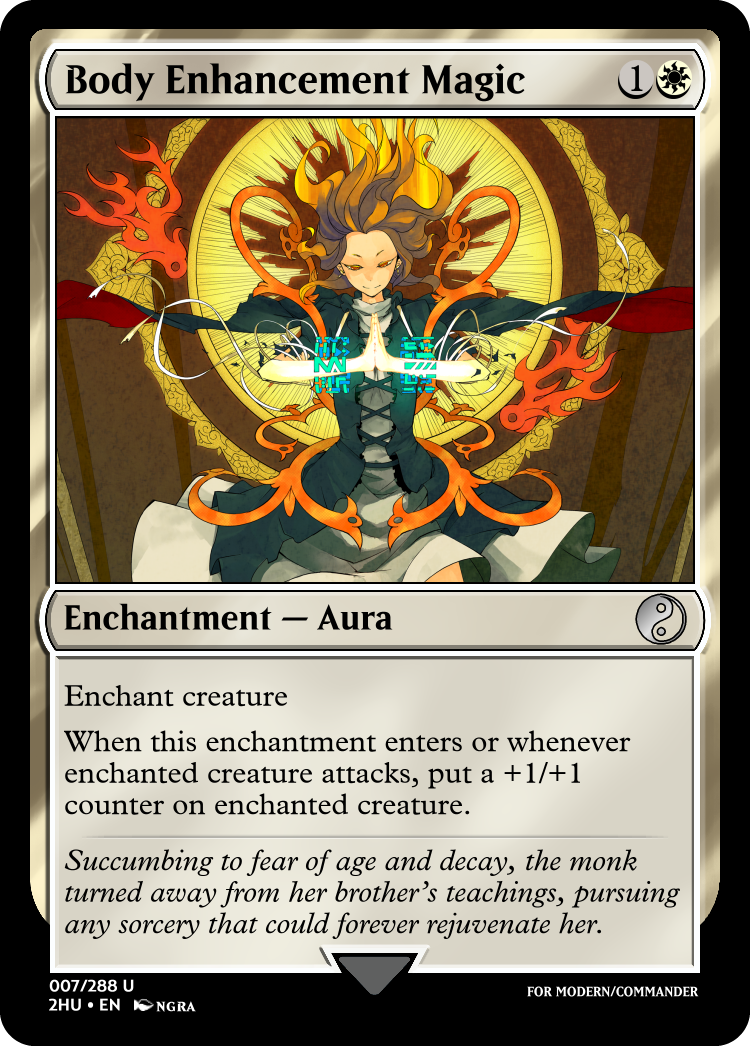 Body Enhancement Magic 1
Enchantment — Aura
Enchant creature
When this enchantment enters or whenever
enchanted creature attacks, put a +1/+1
counter on enchanted creature.
Succumbing to fear of age and decay, the monk
turned away from her brother's teachings, pursuing
any sorcery that could forever rejuvenate her.
007/288 U
2HU • EN NGRA
FOR MODERN/COMMANDER